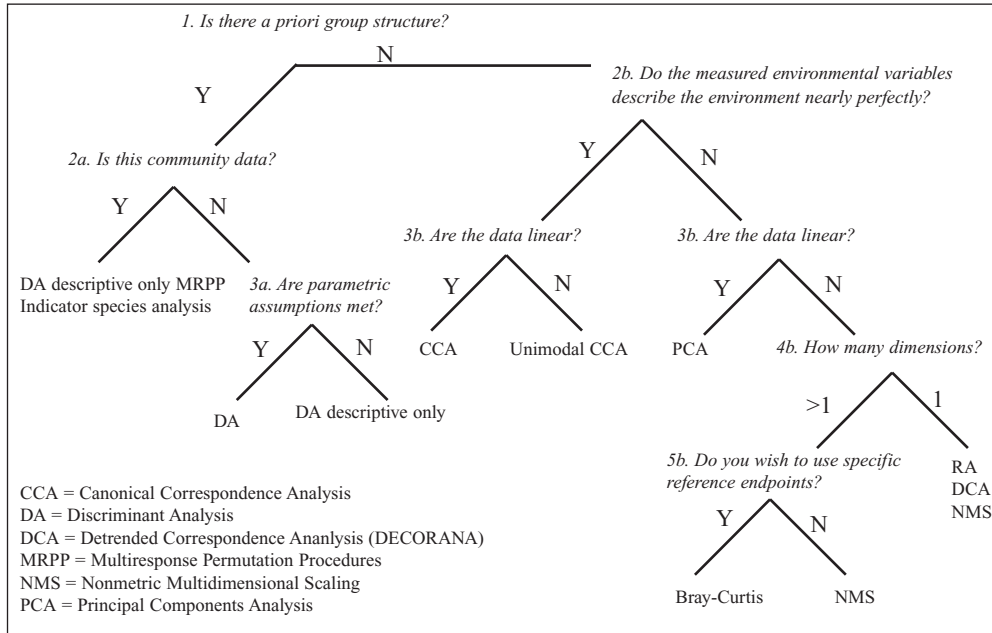 1. Is there a priori group structure?
N
Y
2b. Do the measured environmental variables
describe the environment nearly perfectly?
2a. Is this community data?
Y
N
Y
N
3b. Are the data linear?
3b. Are the data linear?
DA descriptive only MRPP
Indicator species analysis
3a. Are parametric
assumptions met?
Y
N
Y
N
Y
N
CCA
Unimodal CCA
PCA
4b. How many dimensions?
DA
DA descriptive only
>1
1
5b. Do you wish to use specific
reference endpoints?
RA
DCA
NMS
Y
N
Bray-Curtis
NMS
CCA = Canonical Correspondence Analysis
DA = Discriminant Analysis
DCA = Detrended Correspondence Ananlysis (DECORANA)
MRPP = Multiresponse Permutation Procedures
NMS = Nonmetric Multidimensional Scaling
PCA = Principal Components Analysis